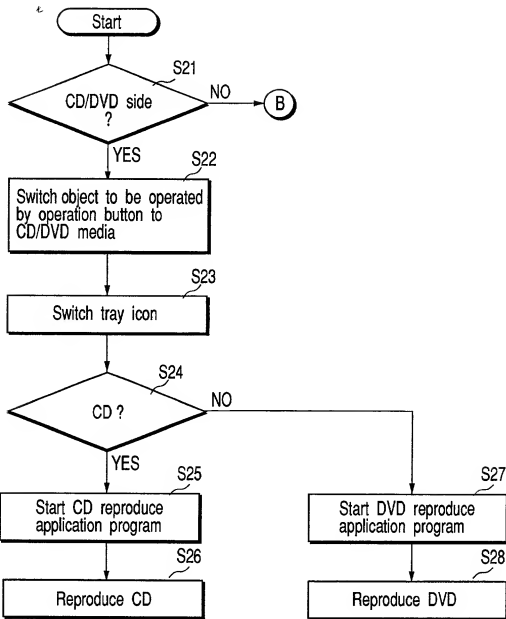 Start
S21
CD/DVD side
?
NO
B
YES
S22
Switch object to be operated
by operation button to
CD/DVD media
S23
Switch tray icon
S24
CD ?
NO
YES
S25
Start CD reproduce
application program
S27
Start DVD reproduce
application program
S26
Reproduce CD
S28
Reproduce DVD